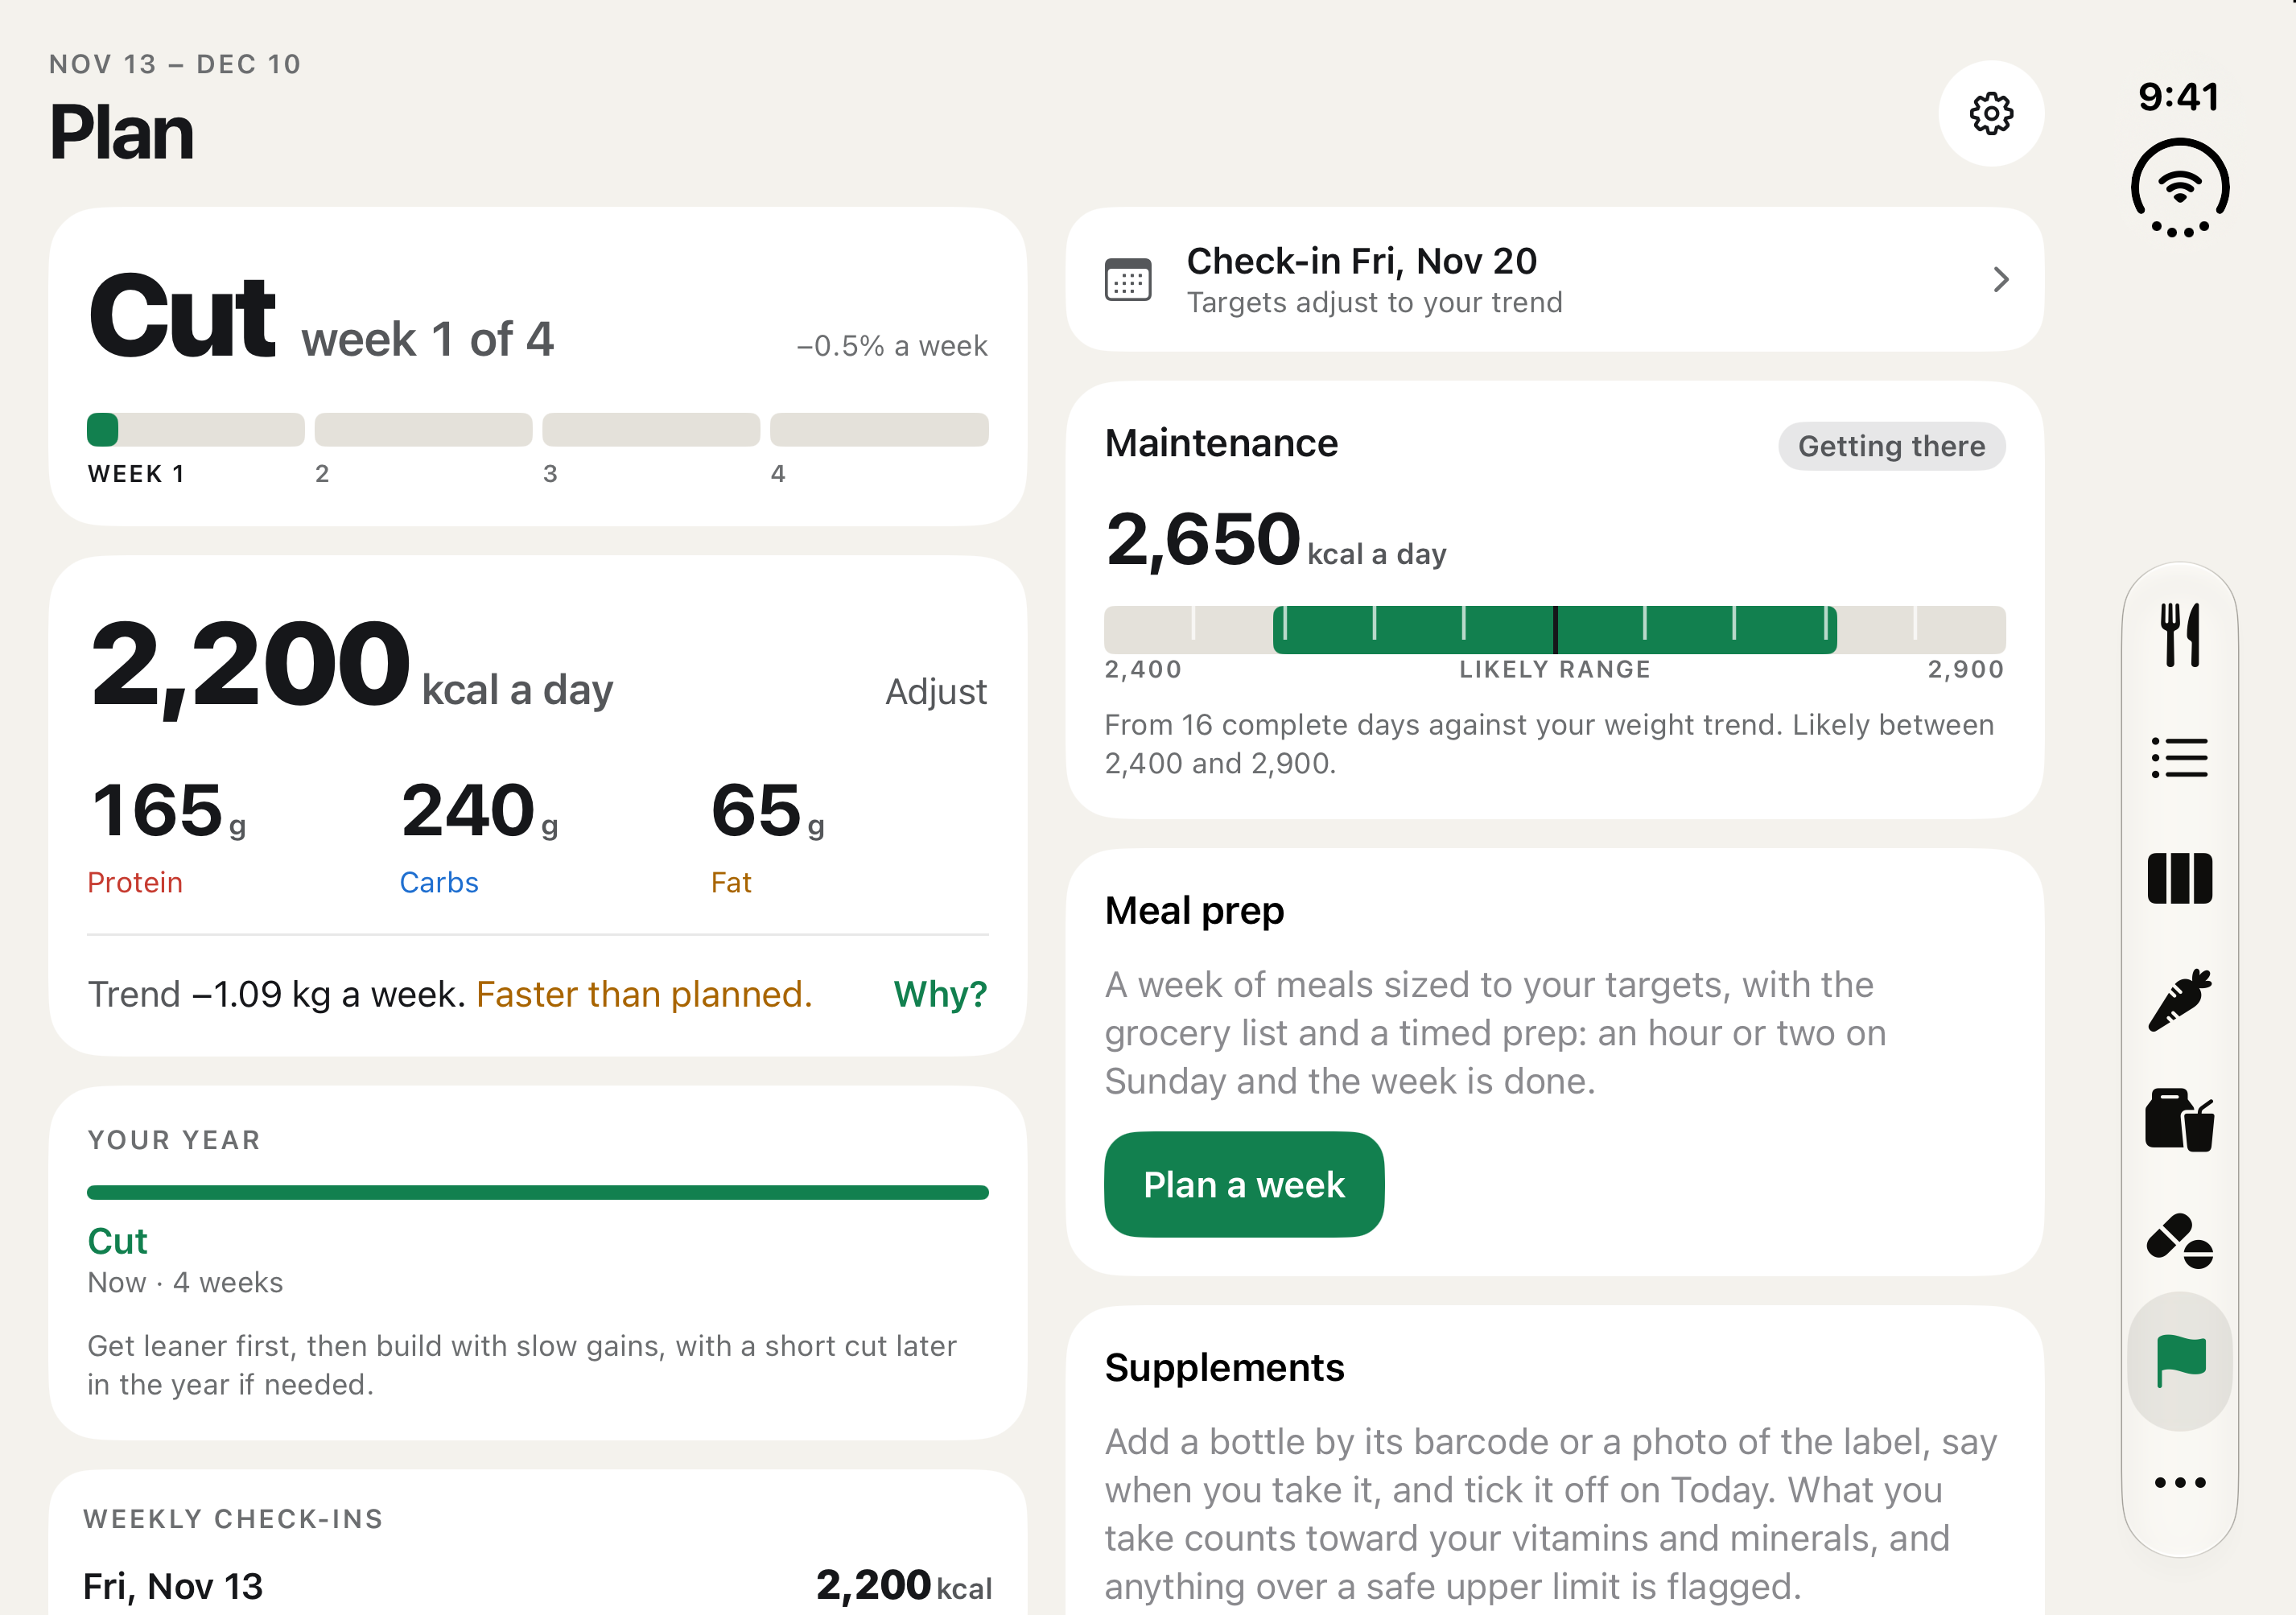 NOV 13 – DEC 10
Plan
9:41
Cut week 1 of 4
−0.5% a week
WEEK 1
2
3
4
2,200 kcal a day
Adjust
165 g
240 g
65 g
Protein
Carbs
Fat
Trend −1.09 kg a week. Faster than planned.
Why?
YOUR YEAR
Cut
Now · 4 weeks
Get leaner first, then build with slow gains, with a short cut later
in the year if needed.
WEEKLY CHECK-INS
Fri, Nov 13
2,200 kcal
Check-in Fri, Nov 20
Targets adjust to your trend
Maintenance
Getting there
2,650 kcal a day
2,400
LIKELY RANGE
2,900
From 16 complete days against your weight trend. Likely between
2,400 and 2,900.
Meal prep
A week of meals sized to your targets, with the
grocery list and a timed prep: an hour or two on
Sunday and the week is done.
Plan a week
Supplements
Add a bottle by its barcode or a photo of the label, say
when you take it, and tick it off on Today. What you
take counts toward your vitamins and minerals, and
anything over a safe upper limit is flagged.